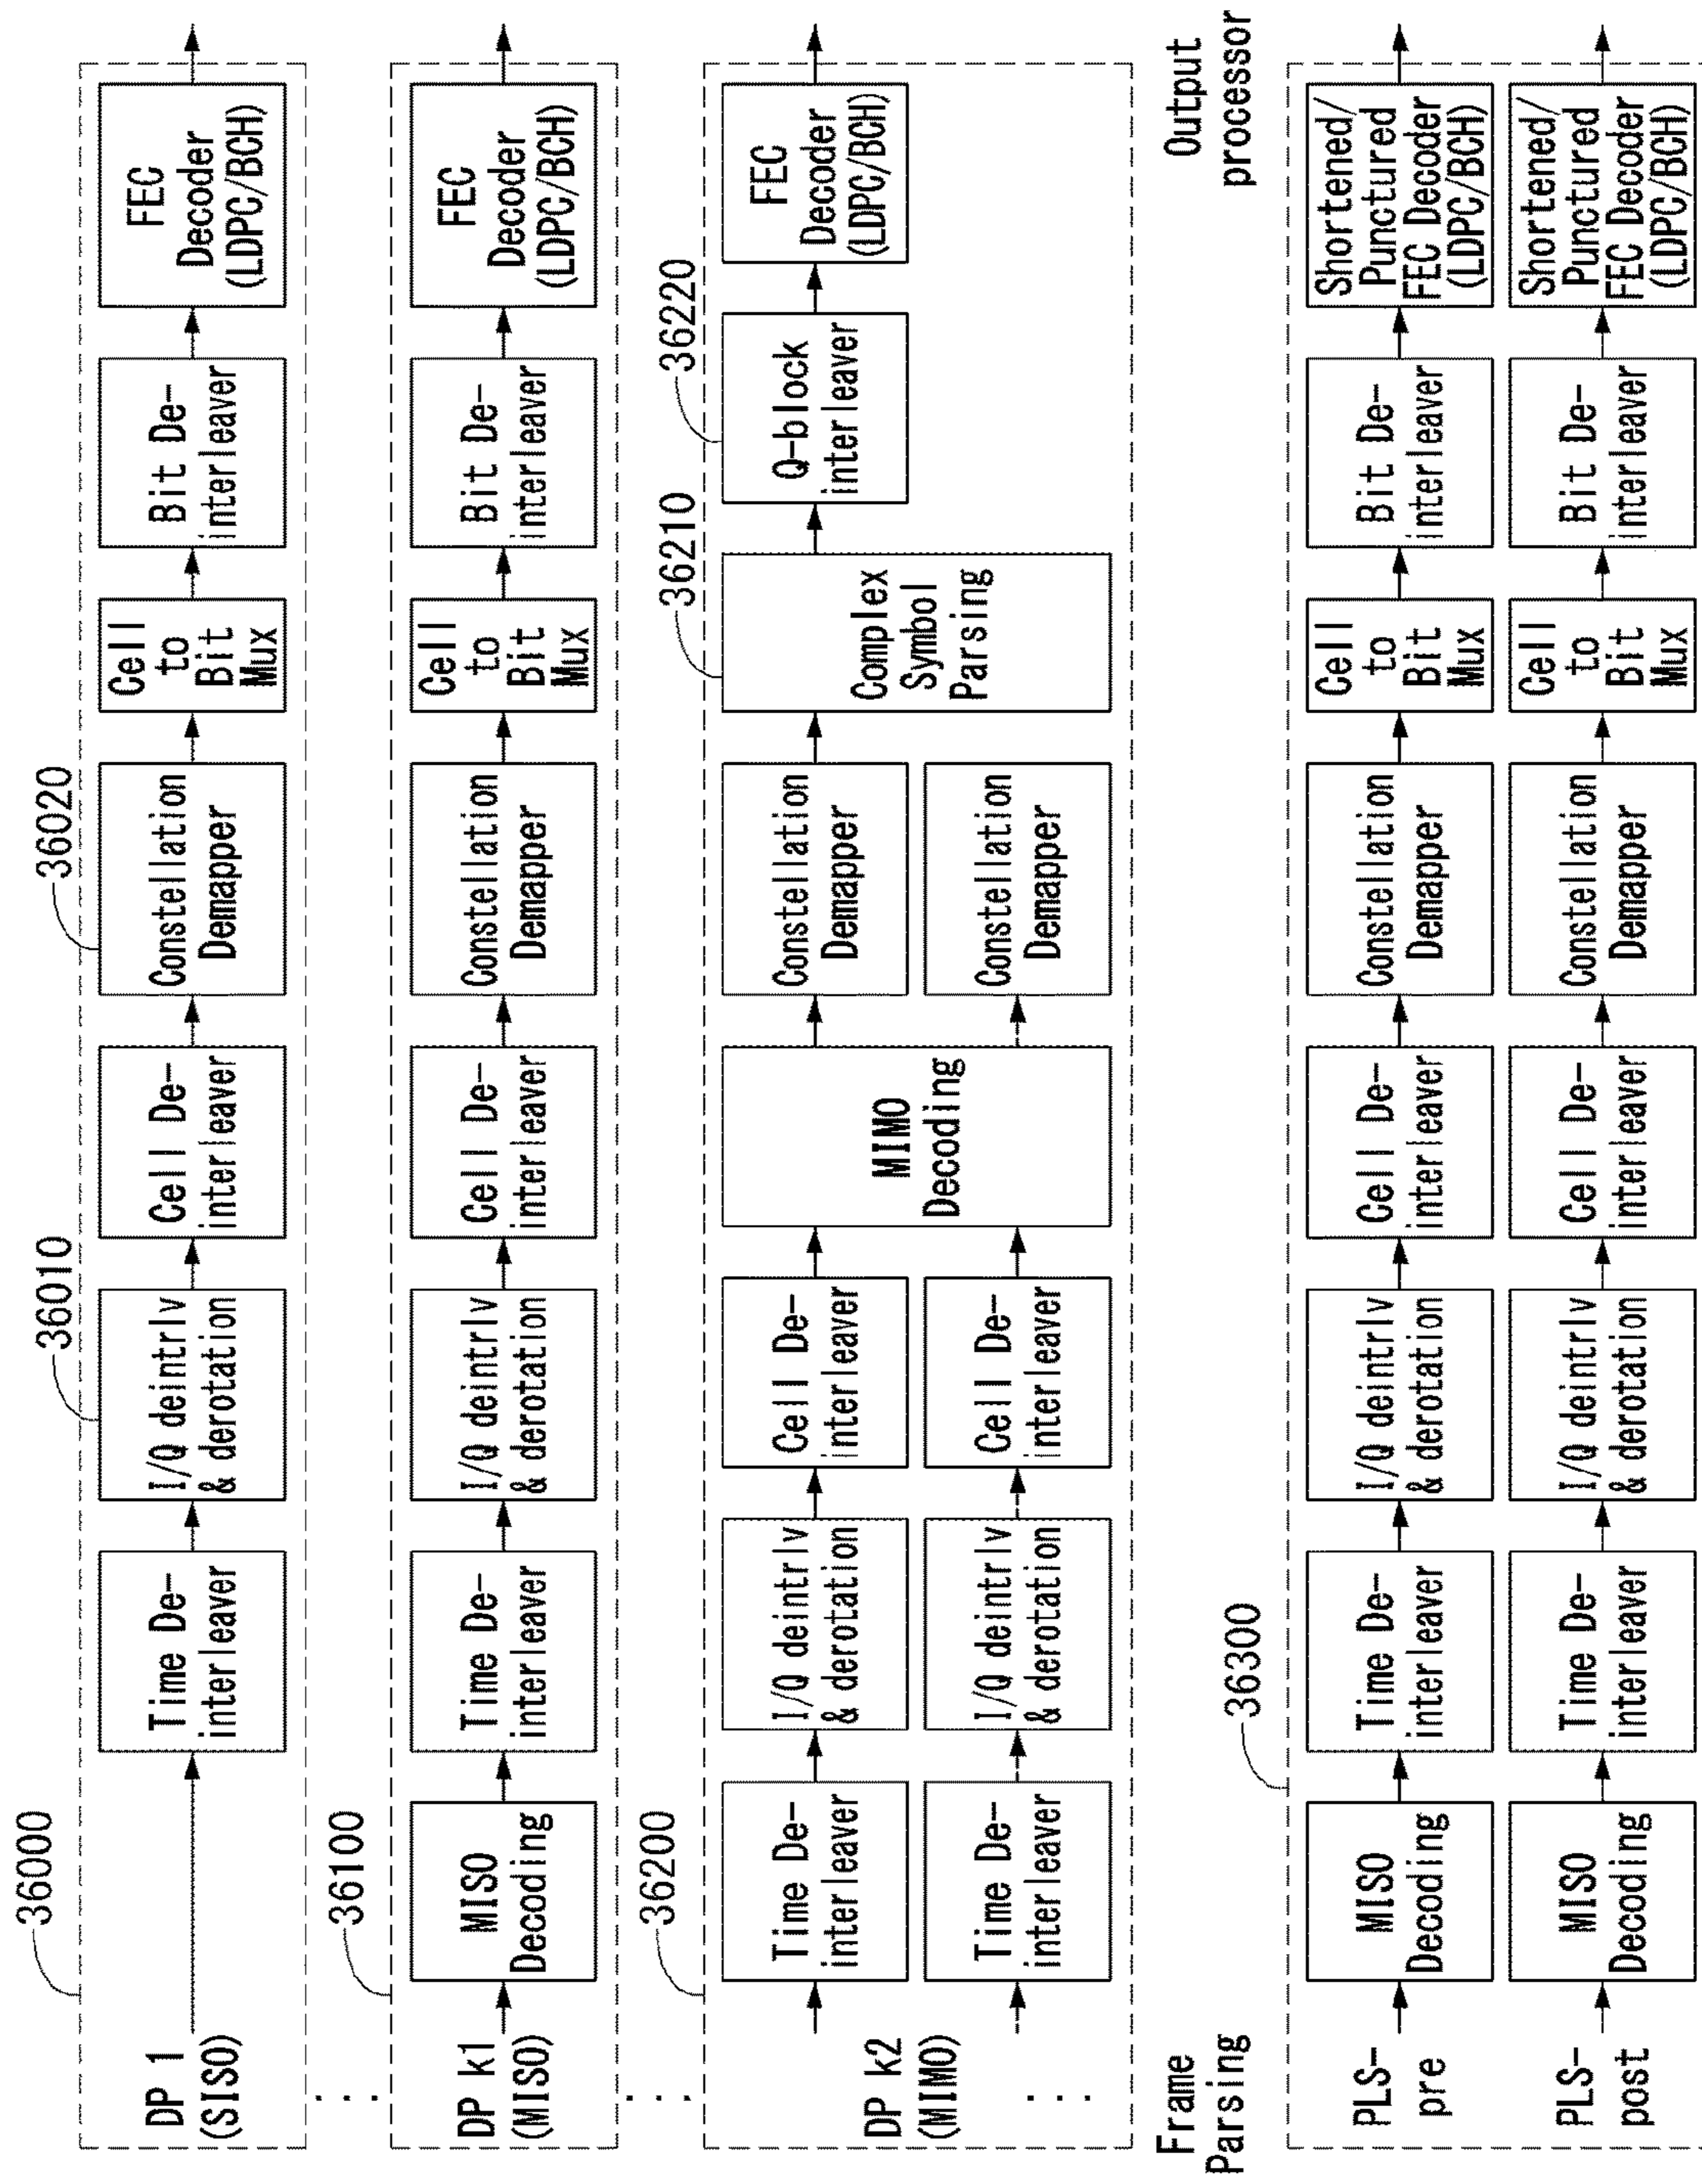 36000
DP 1
(SISO)
Time De-
interleaver
36010
I/Q deintrlv
& derotation
Cell De-
interleaver
36020
Constellation
Demapper
Cell
to
Bit
Mux
Bit De-
interleaver
FEC
Decoder
(LDPC/BCH)
. . .
36100
DP k1
(MISO)
MISO
Decoding
Time De-
interleaver
I/Q deintrlv
& derotation
Cell De-
interleaver
Constellation
Demapper
Cell
to
Bit
Mux
Bit De-
interleaver
FEC
Decoder
(LDPC/BCH)
. . .
36200
DP k2
(MIMO)
. . .
Time De-
interleaver
I/Q deintrlv
& derotation
Cell De-
interleaver
Time De-
interleaver
I/Q deintrlv
& derotation
Cell De-
interleaver
MIMO
Decoding
Constellation
Demapper
Constellation
Demapper
36210
Complex
Symbol
Parsing
36220
Q-block
interleaver
FEC
Decoder
(LDPC/BCH)
Frame
Parsing
Output
processor
36300
PLS-
pre
MISO
Decoding
Time De-
interleaver
I/Q deintrlv
& derotation
Cell De-
interleaver
Constellation
Demapper
Cell
to
Bit
Mux
Bit De-
interleaver
Shortened/
Punctured
FEC Decoder
(LDPC/BCH)
PLS-
post
MISO
Decoding
Time De-
interleaver
I/Q deintrlv
& derotation
Cell De-
interleaver
Constellation
Demapper
Cell
to
Bit
Mux
Bit De-
interleaver
Shortened/
Punctured
FEC Decoder
(LDPC/BCH)